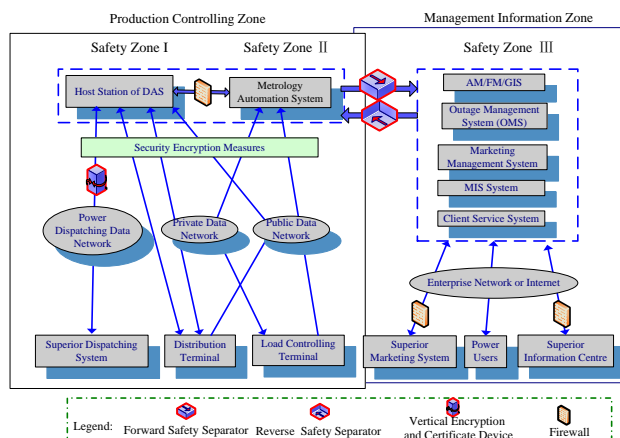 Production Controlling Zone
Management Information Zone
Safety Zone I
Safety Zone Ⅱ
Safety Zone Ⅲ
Host Station of DAS
Metrology
Automation System
AM/FM/GIS
Outage Management
System (OMS)
Marketing
Management System
MIS System
Client Service System
Security Encryption Measures
Power
Dispatching Data
Network
Private Data
Network
Public Data
Network
Enterprise Network or Internet
Superior Dispatching
System
Distribution
Terminal
Load Controlling
Terminal
Superior
Marketing System
Power
Users
Superior
Information Centre
Legend:
Forward Safety Separator
Reverse Safety Separator
Vertical Encryption
and Certificate Device
Firewall